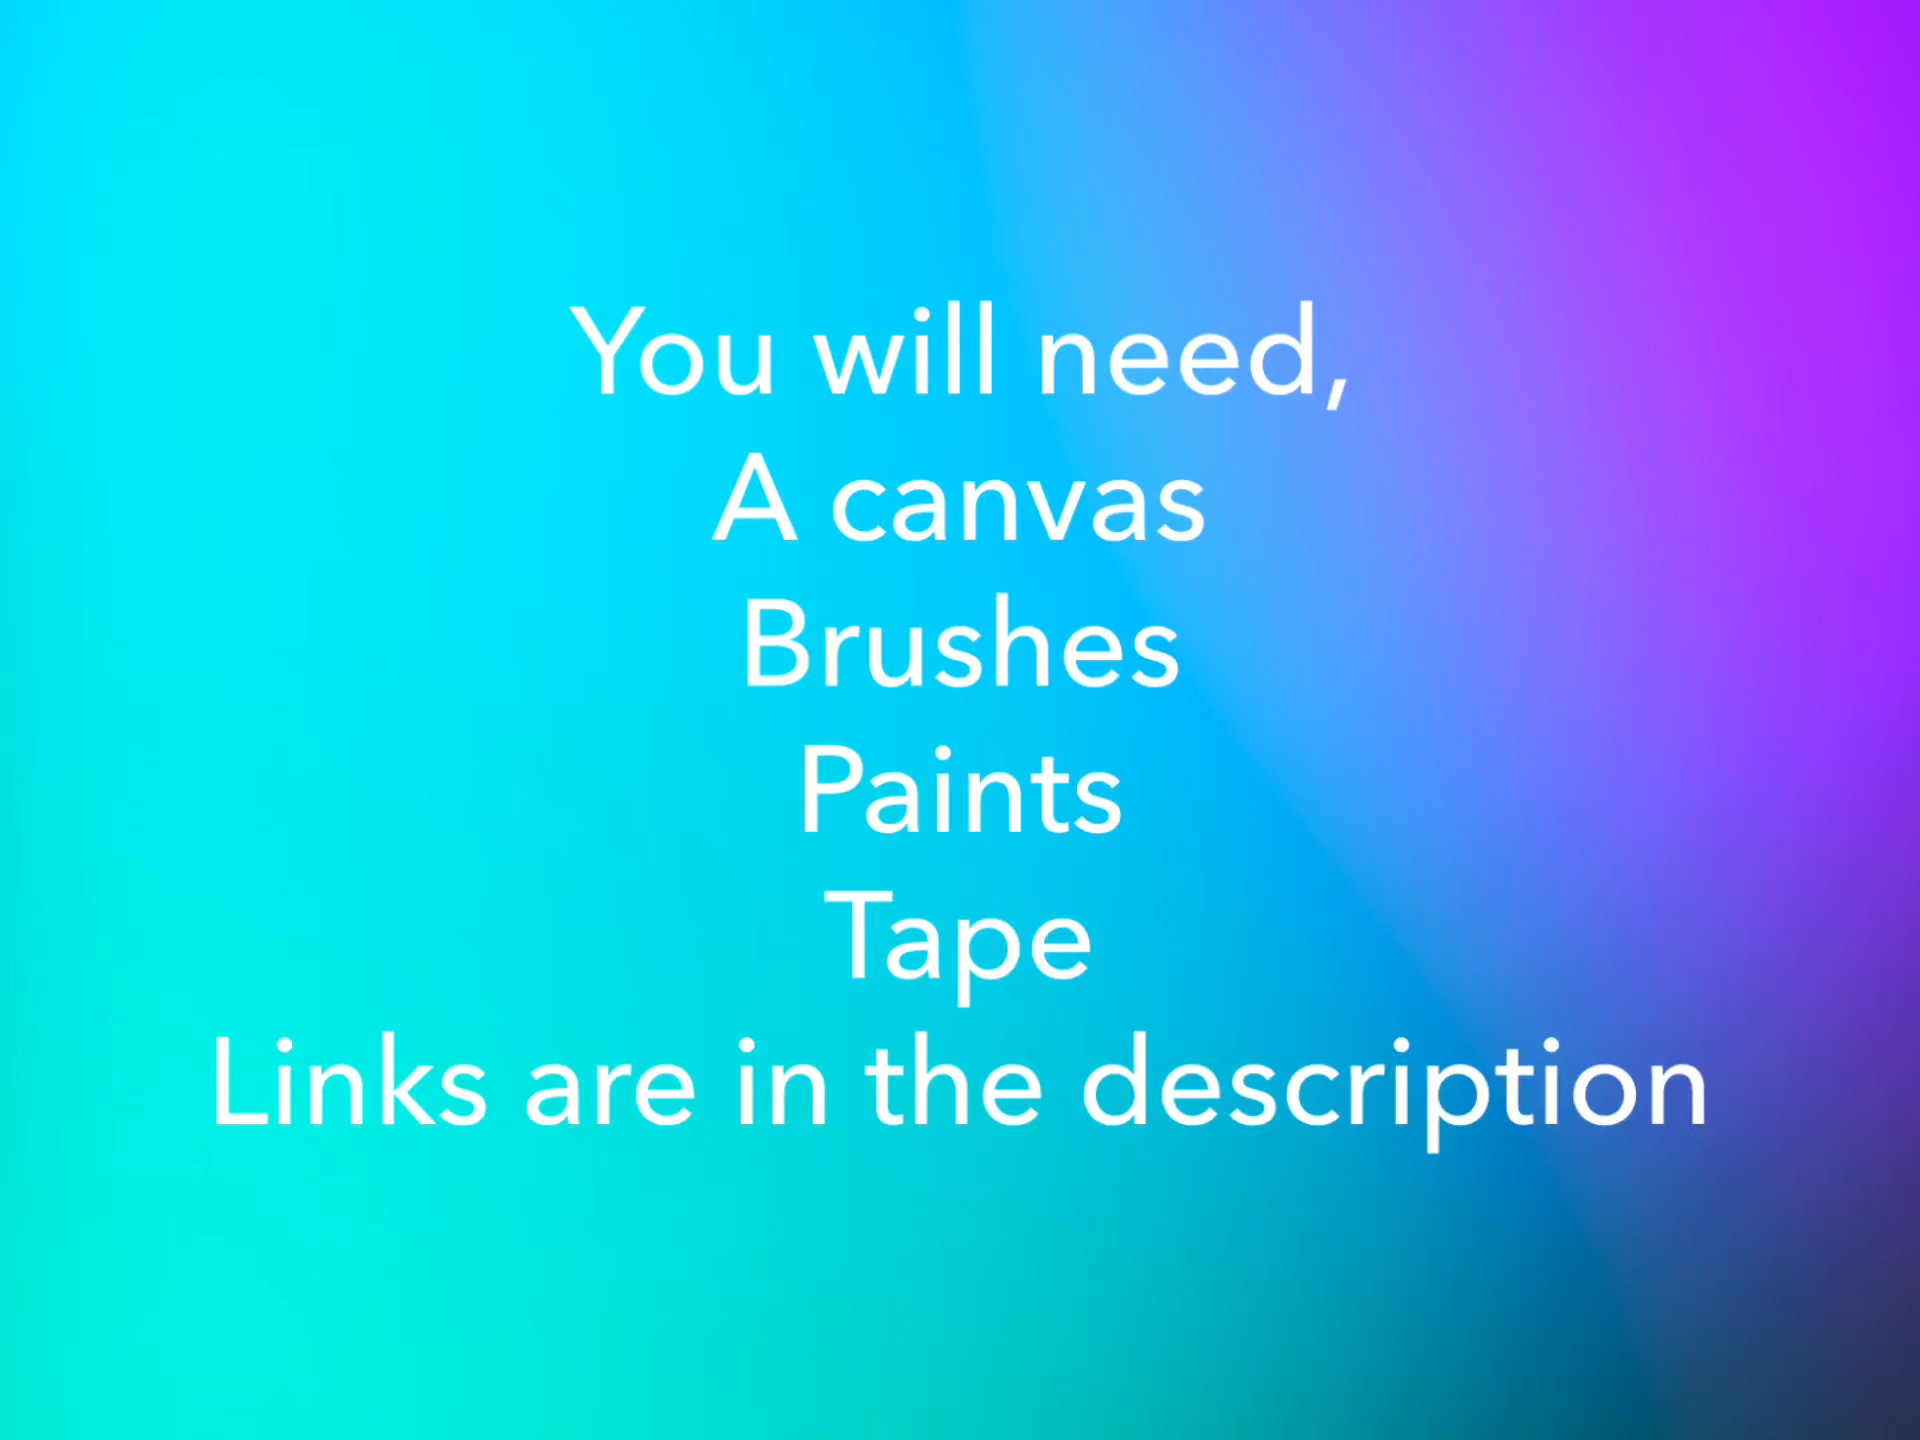 You will need,
A canvas
Brushes
Paints
Tape
Links are in the description